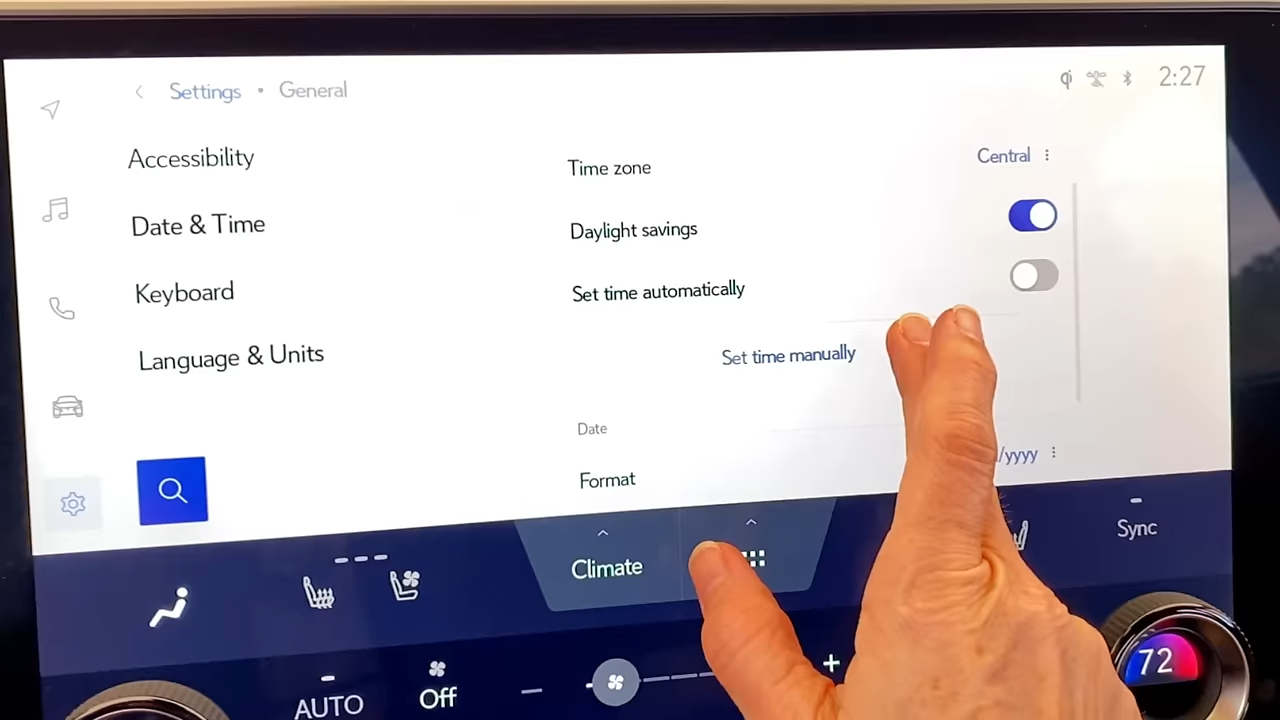 Settings • General
2:27
Accessibility
Date & Time
Keyboard
Language & Units
Time zone
Central
Daylight savings
Set time automatically
Set time manually
Date
Format
/yyyy
Climate
Sync
AUTO
Off
72